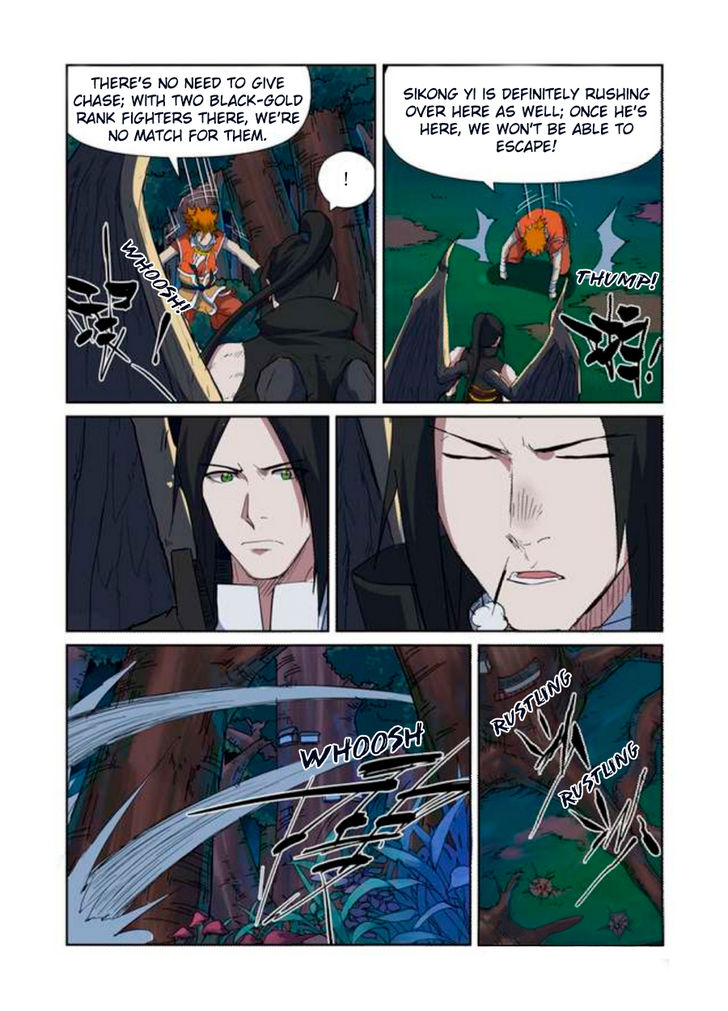 THERE'S NO NEED TO GIVE
CHASE; WITH TWO BLACK-GOLD
RANK FIGHTERS THERE, WE'RE
NO MATCH FOR THEM.
!
WHOOSH!
SIKONG YI IS DEFINITELY RUSHING
OVER HERE AS WELL; ONCE HE'S
HERE, WE WON'T BE ABLE TO
ESCAPE!
THUMP!
WHOOSH
RUSTLING
RUSTLING